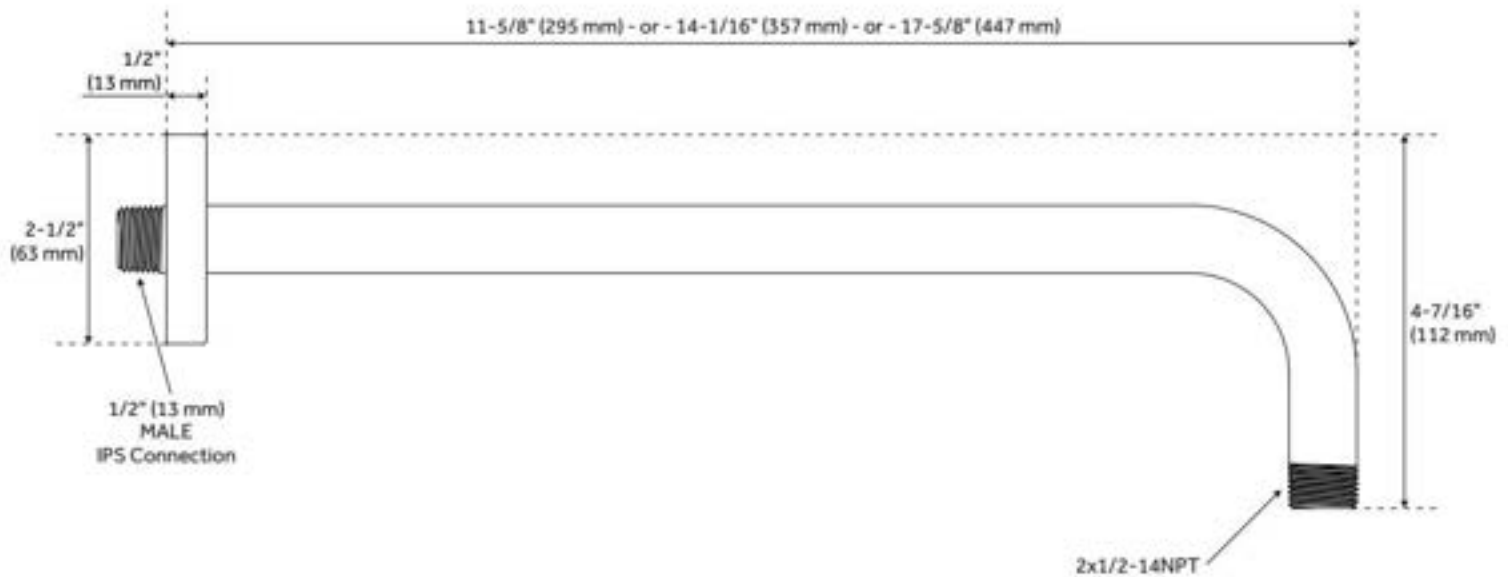 11-5/8" (295 mm) - or - 14-1/16" (357 mm) - or - 17-5/8" (447 mm)
1/2"
(13 mm)
2-1/2"
(63 mm)
4-7/16"
(112 mm)
1/2" (13 mm)
MALE
IPS Connection
2x1/2-14NPT